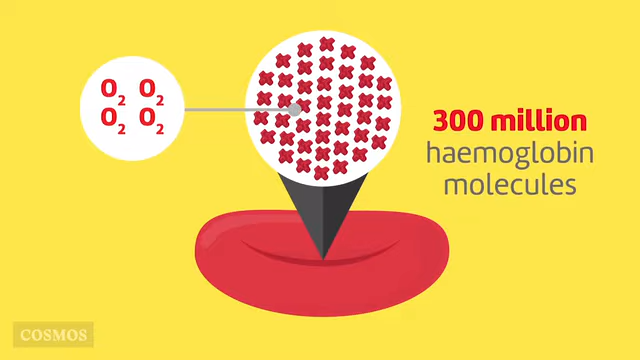 O2 O2
O2 O2
300 million
haemoglobin
molecules
COSMOS